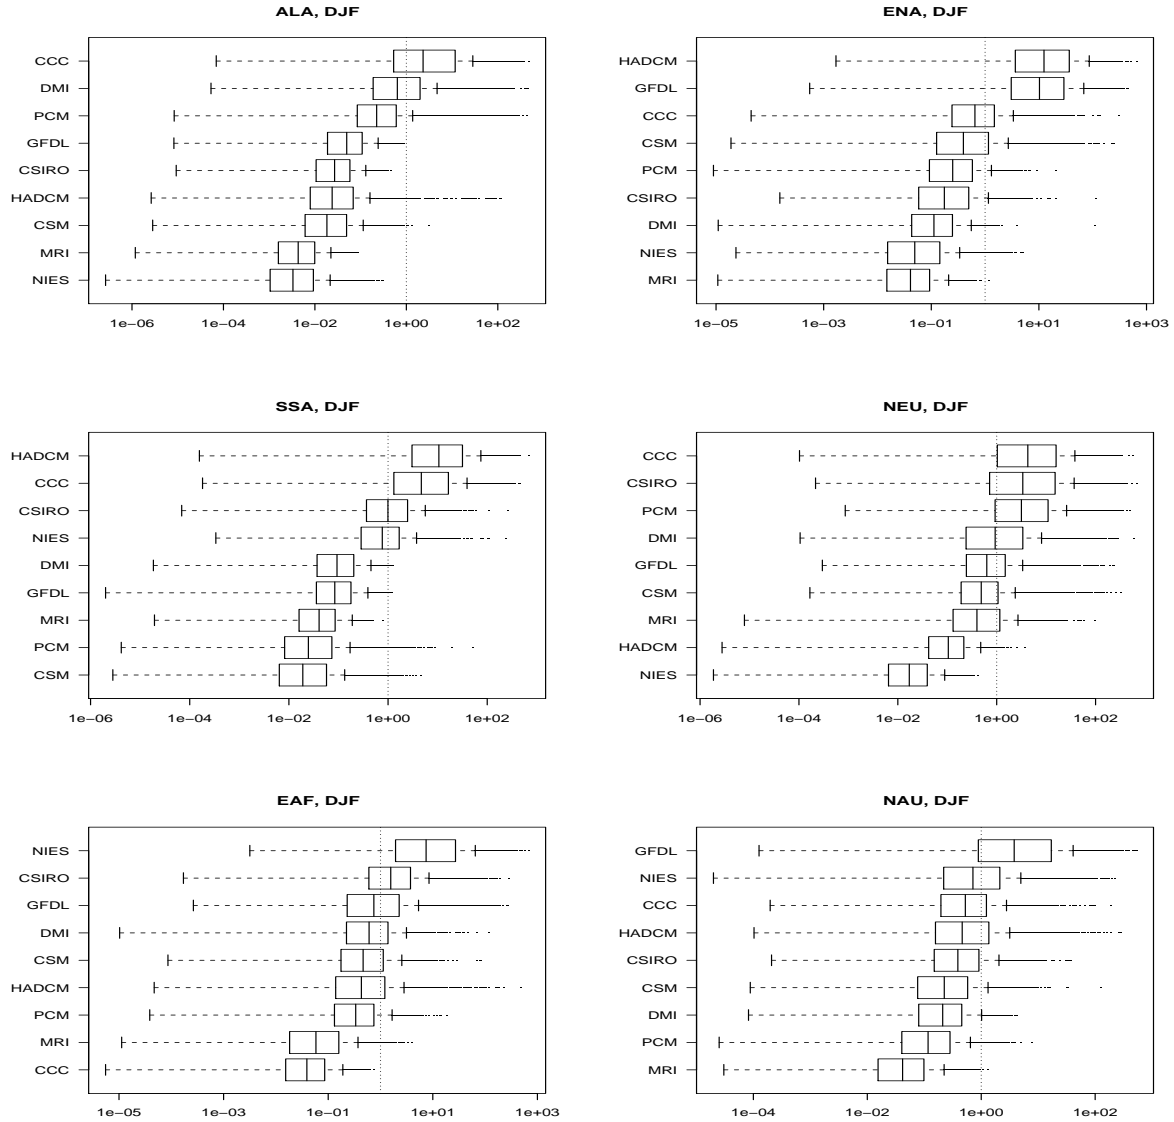 ALA, DJF
CCC
DMI
PCM
GFDL
CSIRO
HADCM
CSM
MRI
NIES
1e−06 1e−04 1e−02 1e+00 1e+02
ENA, DJF
HADCM
GFDL
CCC
CSM
PCM
CSIRO
DMI
NIES
MRI
1e−05 1e−03 1e−01 1e+01 1e+03
SSA, DJF
HADCM
CCC
CSIRO
NIES
DMI
GFDL
MRI
PCM
CSM
1e−06 1e−04 1e−02 1e+00 1e+02
NEU, DJF
CCC
CSIRO
PCM
DMI
GFDL
CSM
MRI
HADCM
NIES
1e−06 1e−04 1e−02 1e+00 1e+02
EAF, DJF
NIES
CSIRO
GFDL
DMI
CSM
HADCM
PCM
MRI
CCC
1e−05 1e−03 1e−01 1e+01 1e+03
NAU, DJF
GFDL
NIES
CCC
HADCM
CSIRO
CSM
DMI
PCM
MRI
1e−04 1e−02 1e+00 1e+02